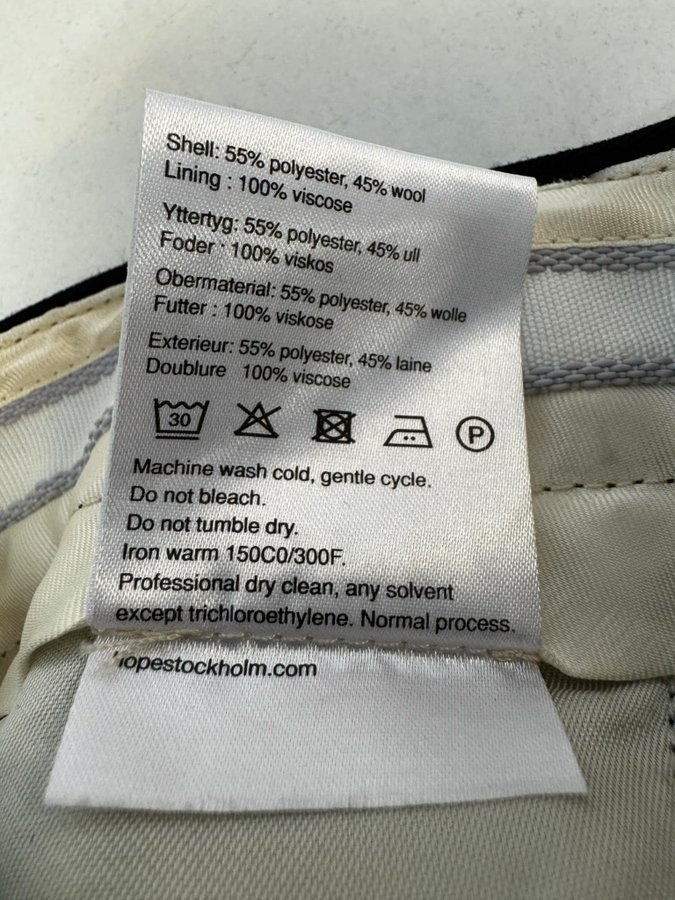 Shell: 55% polyester, 45% wool
Lining : 100% viscose
Yttertyg: 55% polyester, 45% ull
Foder : 100% viskos
Obermaterial: 55% polyester, 45% wolle
Futter : 100% viskose
Exterieur: 55% polyester, 45% laine
Doublure 100% viscose
30 P
Machine wash cold, gentle cycle.
Do not bleach.
Do not tumble dry.
Iron warm 150C0/300F.
Professional dry clean, any solvent
except trichloroethylene. Normal process.
hopestockholm.com